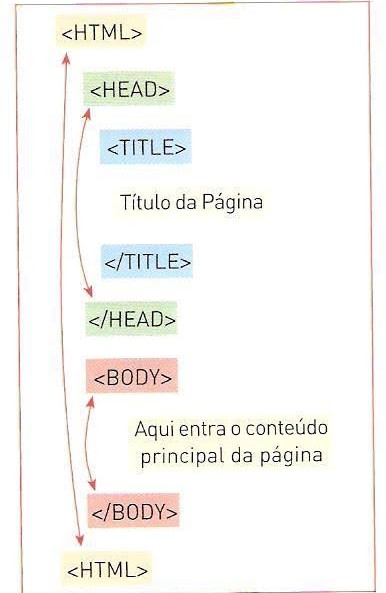 <HTML>
<HEAD>
<TITLE>
Título da Página
</TITLE>
</HEAD>
<BODY>
Aqui entra o conteúdo
principal da página
</BODY>
<HTML>